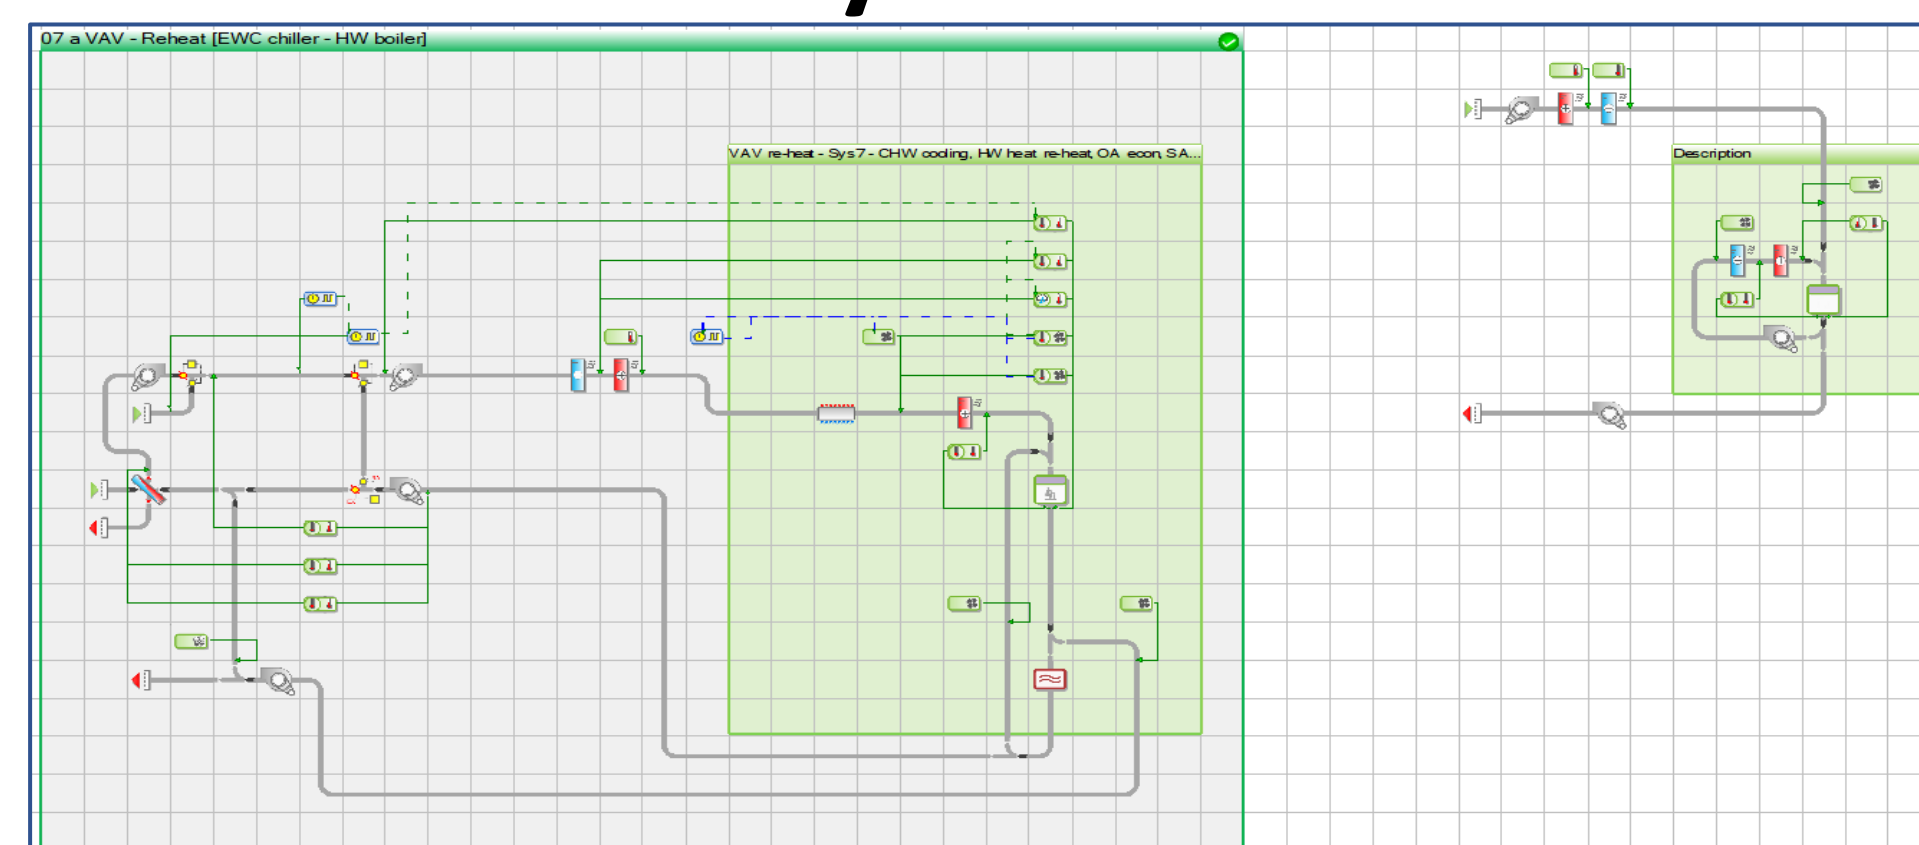 07 a VAV - Reheat [EWC chiller - HW boiler]
VAV re-heat - Sys7 - CHW cooling, HW heat re-heat, OA econ, SA...
Description